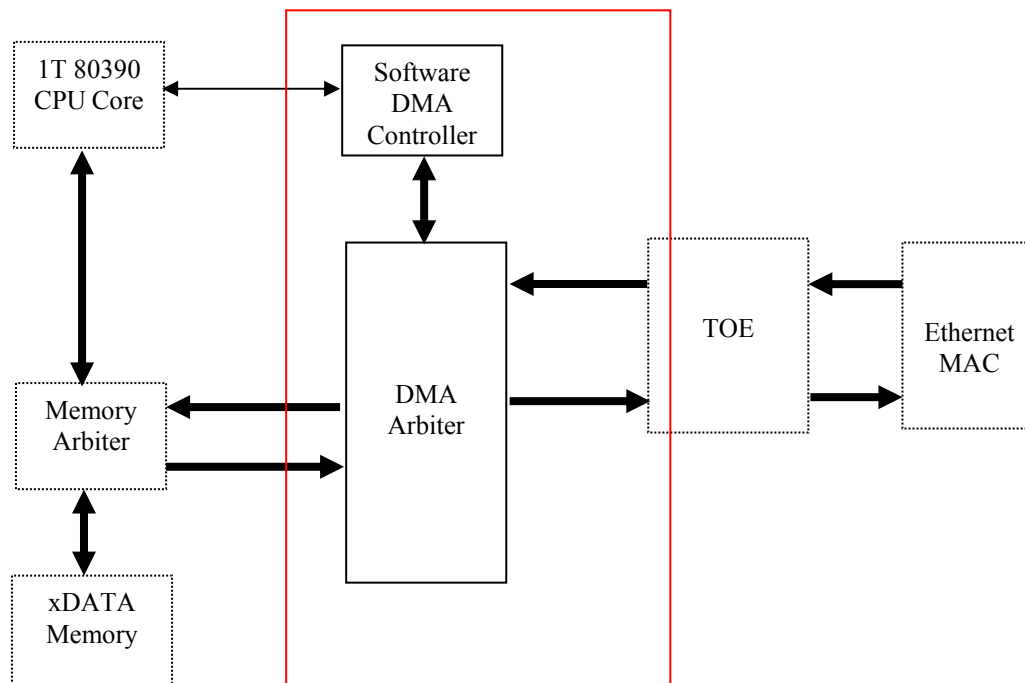 1T 80390
CPU Core
Software
DMA
Controller
TOE
Ethernet
MAC
DMA
Arbiter
Memory
Arbiter
xDATA
Memory